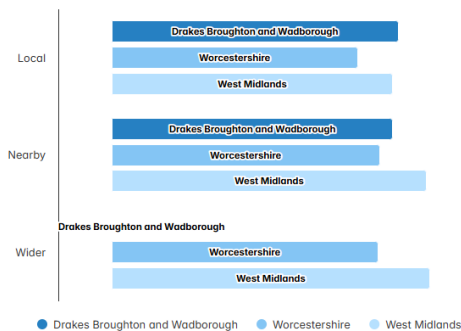 Local
Drakes Broughton and Wadborough
Worcestershire
West Midlands
Nearby
Drakes Broughton and Wadborough
Worcestershire
West Midlands
Wider
Drakes Broughton and Wadborough
Worcestershire
West Midlands
Drakes Broughton and Wadborough Worcestershire West Midlands